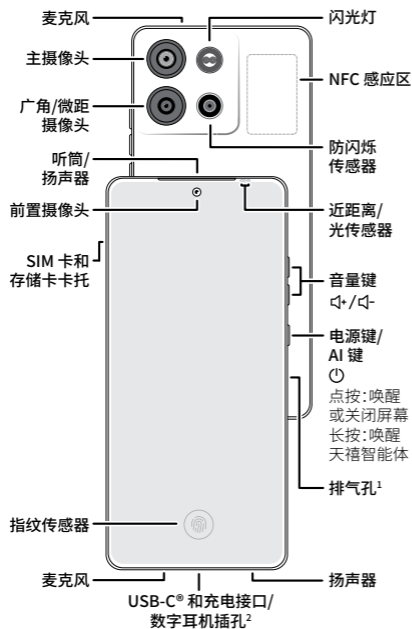 麦克风
闪光灯
主摄像头
NFC 感应区
广角/微距
摄像头
防闪烁
传感器
听筒/
扬声器
前置摄像头
近距离/
光传感器
SIM 卡和
存储卡卡托
音量键
+/-
电源键/
AI 键
点按：唤醒
或关闭屏幕
长按：唤醒
天禧智能体
排气孔¹
指纹传感器
麦克风
扬声器
USB-C® 和充电接口/
数字耳机插孔²